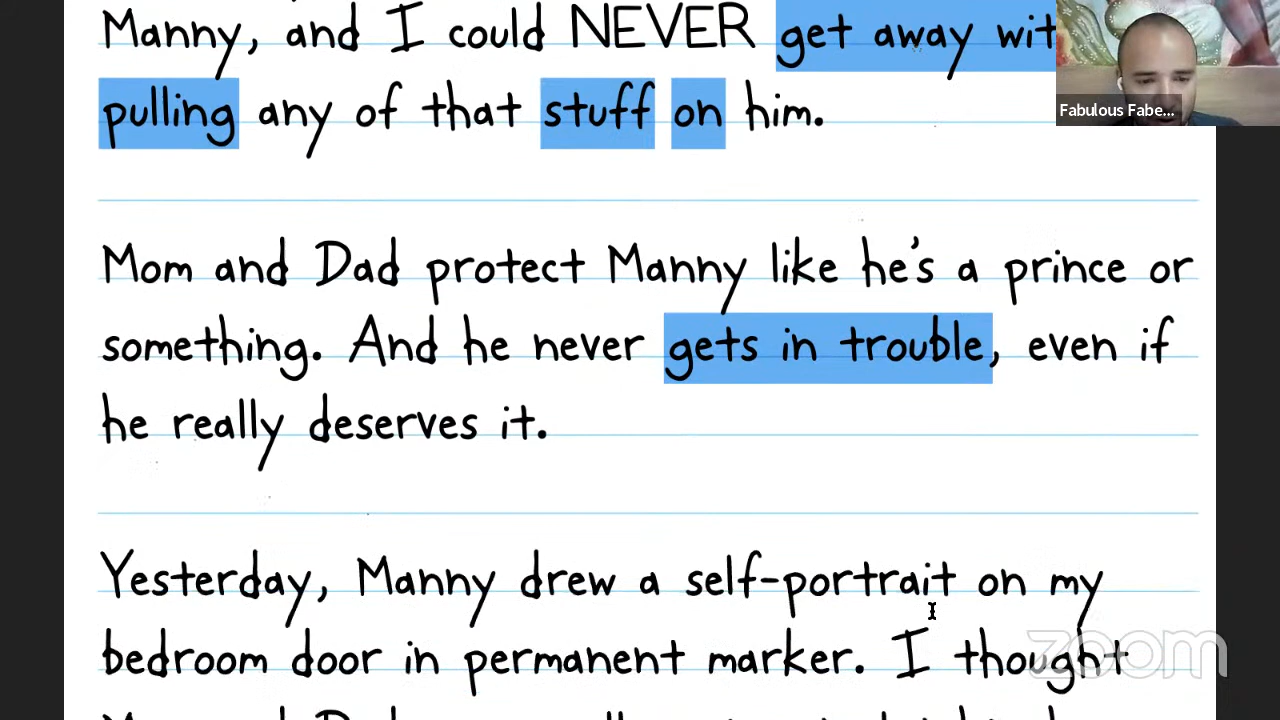 Manny, and I could NEVER get away wit
pulling any of that stuff on him.
Mom and Dad protect Manny like he's a prince or
something. And he never gets in trouble, even if
he really deserves it.
Yesterday, Manny drew a self-portrait on my
bedroom door in permanent marker. I thought
Fabulous Fabe...
zoom